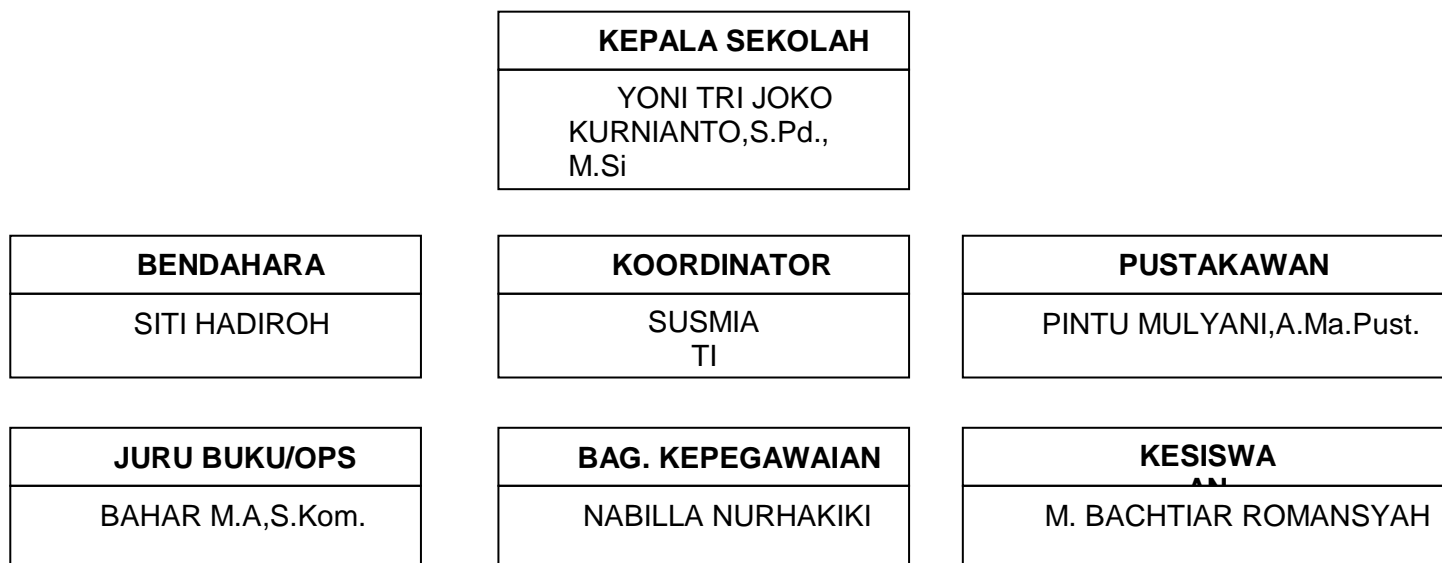 KEPALA SEKOLAH
YONI TRI JOKO
KURNIANTO,S.Pd.,
M.Si
BENDAHARA
SITI HADIROH
KOORDINATOR
SUSMIA
TI
PUSTAKAWAN
PINTU MULYANI,A.Ma.Pust.
JURU BUKU/OPS
BAHAR M.A,S.Kom.
BAG. KEPEGAWAIAN
NABILLA NURHAKIKI
KESISWA
AN
M. BACHTIAR ROMANSYAH